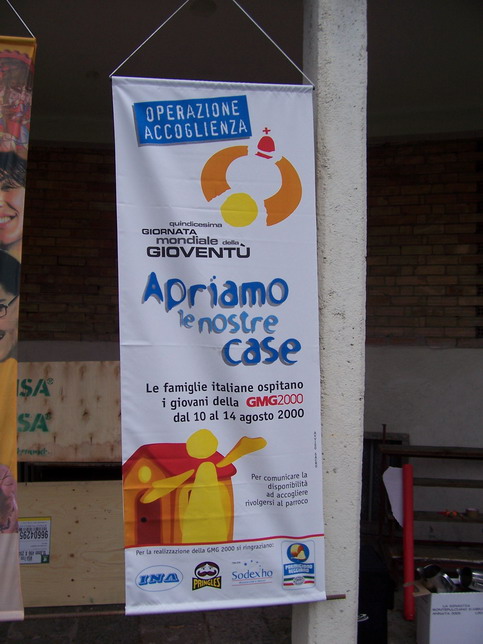 OPERAZIONE
ACCOGLIENZA
quindicesima
GIORNATA
mondiale della
GIOVENTÙ
Apriamo
le nostre
case
Le famiglie italiane ospitano
i giovani della GMG2000
dal 10 al 14 agosto 2000
Per comunicare la
disponibilità
ad accogliere
rivolgersi al parroco
Per la realizzazione della GMG 2000 si ringraziano:
INA
PRINGLES
Sodexho